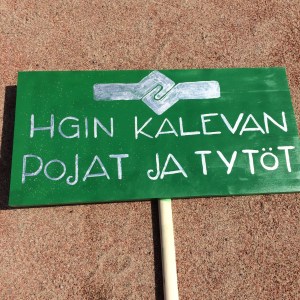 HGIN KALEVAN
POJAT JA TYTÖT